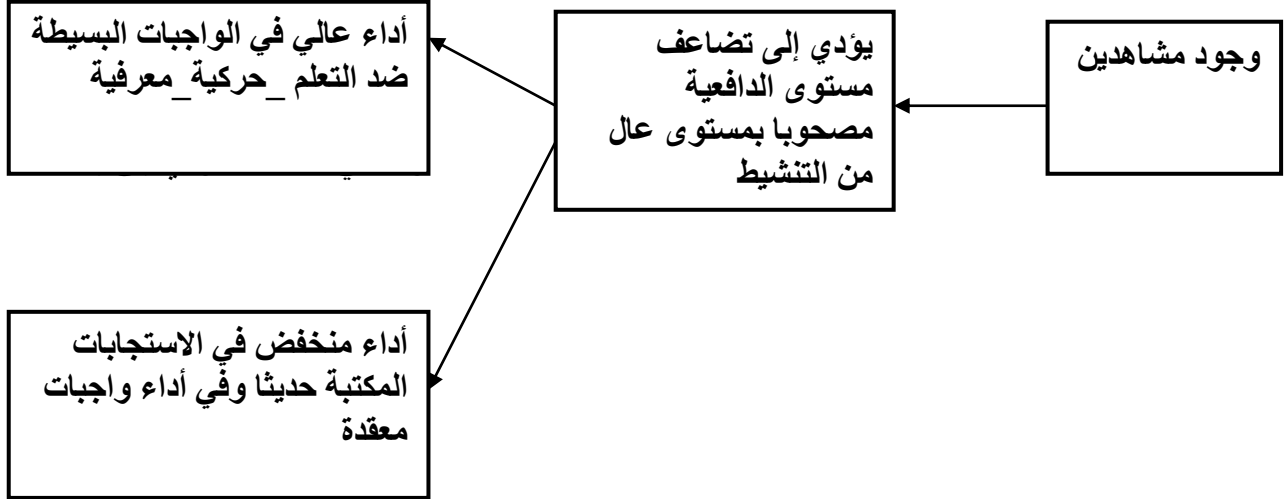 وجود مشاهدين
يؤدي إلى تضاعف
مستوى الدافعية
مصحوبا بمستوى عال
من التنشيط
أداء عالي في الواجبات البسيطة
ضد التعلم _حركية_معرفية
أداء منخفض في الاستجابات
المكتبة حديثا وفي أداء واجبات
معقدة